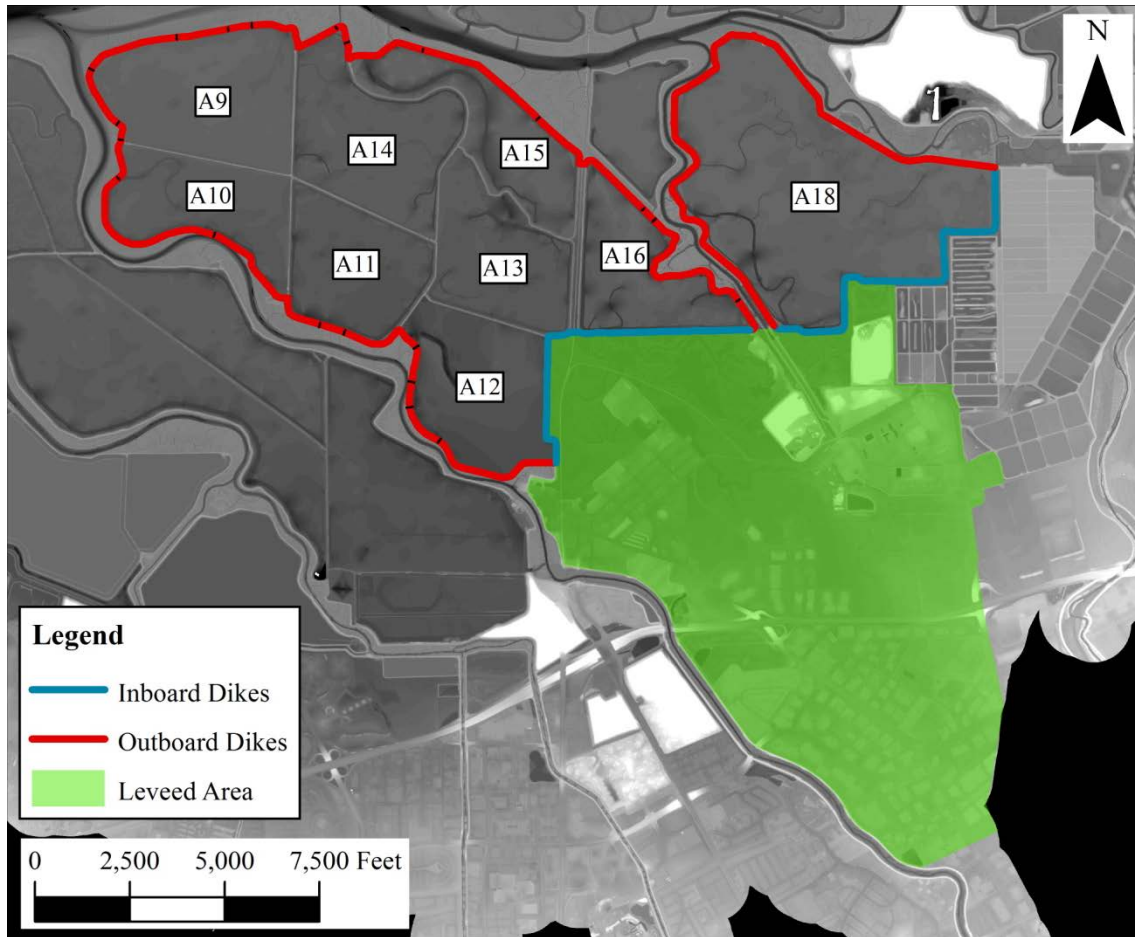 N
1
A9
A14
A15
A10
A18
A11
A13
A16
A12
Legend
Inboard Dikes
Outboard Dikes
Leveed Area
0 2,500 5,000 7,500 Feet